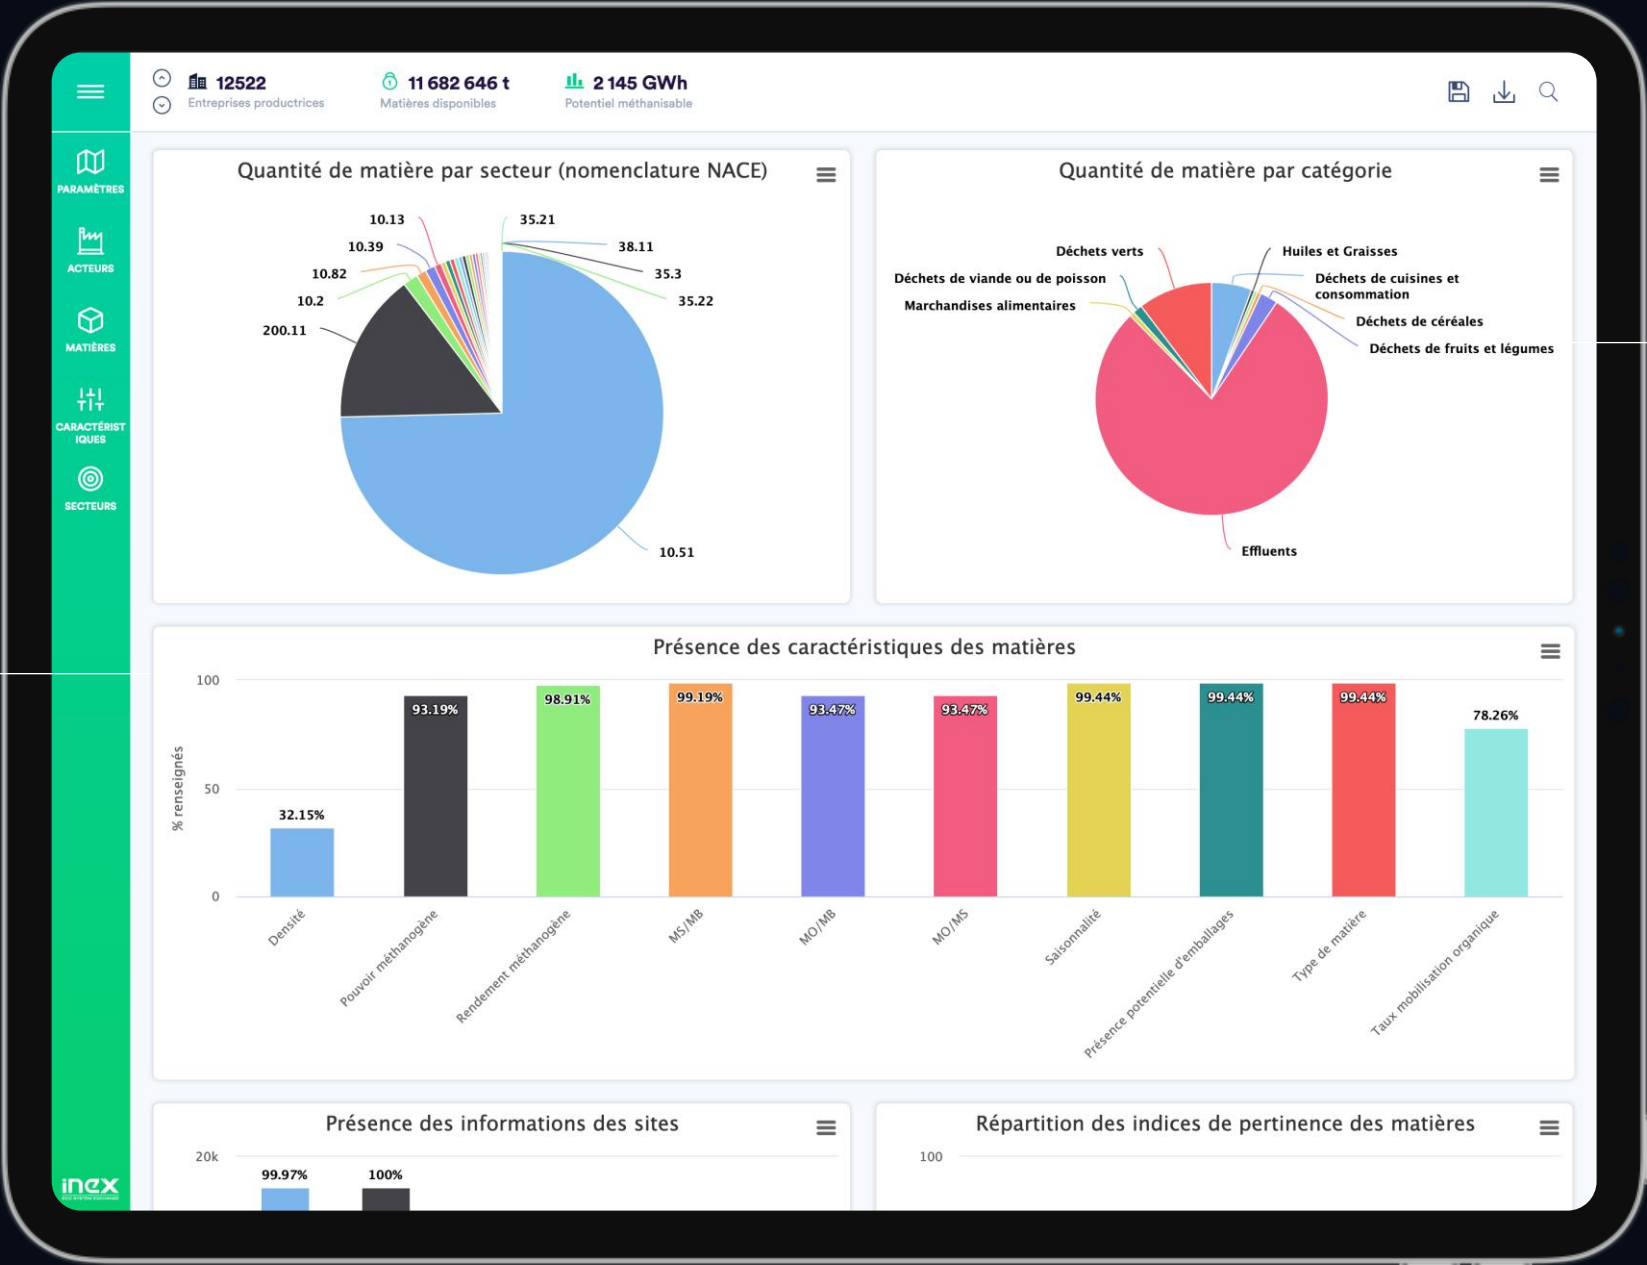 12522
Entreprises productrices
11 682 646 t
Matières disponibles
2 145 GWh
Potentiel méthanisable
PARAMÈTRES
ACTEURS
MATIÈRES
CARACTÉRIST
IQUES
SECTEURS
inex
Quantité de matière par secteur (nomenclature NACE)
10.13
35.21
10.39
38.11
10.82
35.3
10.2
35.22
200.11
10.51
Quantité de matière par catégorie
Déchets verts
Huiles et Graisses
Déchets de viande ou de poisson
Déchets de cuisines et
consommation
Marchandises alimentaires
Déchets de céréales
Déchets de fruits et légumes
Effluents
Présence des caractéristiques des matières
% renseignés
100
50
0
32.15%
93.19%
98.91%
99.19%
93.47%
93.47%
99.44%
99.44%
99.44%
78.26%
Densité
Pouvoir méthanogène
Rendement méthanogène
MS/MB
MO/MB
MO/MS
Saisonnalité
Présence potentielle d'emballages
Type de matière
Taux mobilisation organique
Présence des informations des sites
20k
99.97%
100%
Répartition des indices de pertinence des matières
100